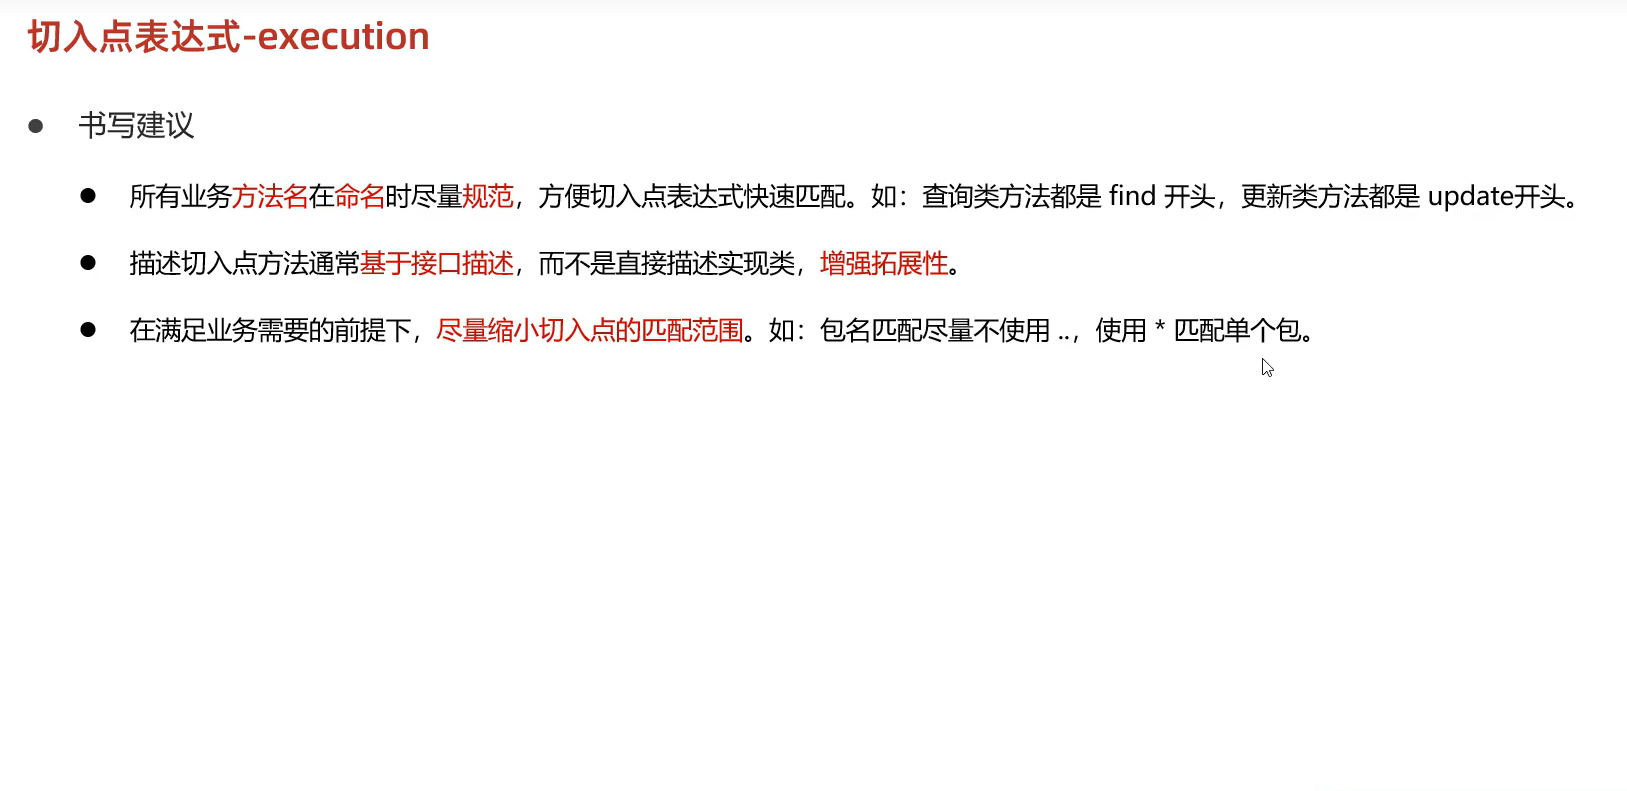 切入点表达式-execution
书写建议
所有业务方法名在命名时尽量规范，方便切入点表达式快速匹配。如：查询类方法都是 find 开头，更新类方法都是 update开头。
描述切入点方法通常基于接口描述，而不是直接描述实现类，增强拓展性。
在满足业务需要的前提下，尽量缩小切入点的匹配范围。如：包名匹配尽量不使用 ..，使用 * 匹配单个包。